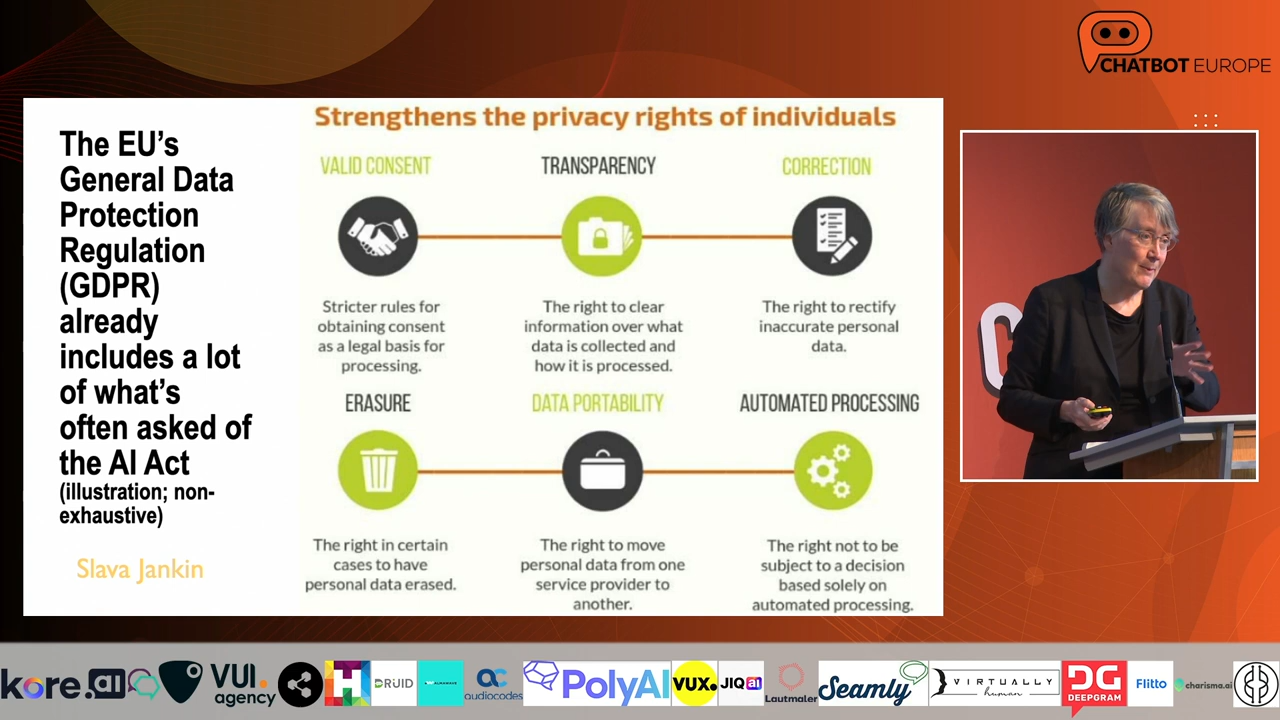 CHATBOT EUROPE
The EU’s
General Data
Protection
Regulation
(GDPR)
already
includes a lot
of what’s
often asked of
the AI Act
(illustration; non-
exhaustive)
Slava Jankin
Strengthens the privacy rights of individuals
VALID CONSENT
Stricter rules for
obtaining consent
as a legal basis for
processing.
TRANSPARENCY
The right to clear
information over what
data is collected and
how it is processed.
CORRECTION
The right to rectify
inaccurate personal
data.
ERASURE
The right in certain
cases to have
personal data erased.
DATA PORTABILITY
The right to move
personal data from one
service provider to
another.
AUTOMATED PROCESSING
The right not to be
subject to a decision
based solely on
automated processing.
kore.ai
VUI.
agency
H
DRUID
ac
audiocodes
PolyAI
VUX.
JIQ ai
Lautmaler
Seamly
VIRTUALLY
human
DG
DEEPGRAM
Flitto
charisma.ai